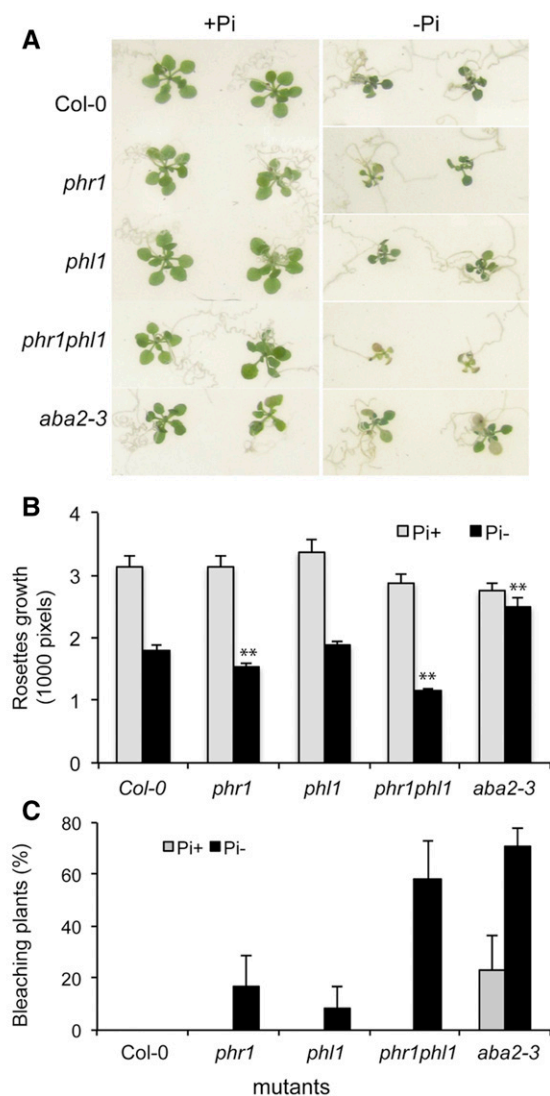 A
+Pi
-Pi
Col-0
phr1
phl1
phr1phl1
aba2-3
B
4
3
2
1
0
Rosettes growth
(1000 pixels)
Pi+
Pi-
**
**
**
Col-0
phr1
phl1
phr1phl1
aba2-3
C
80
60
40
20
0
Bleaching plants (%)
Pi+
Pi-
Col-0
phr1
phl1
phr1phl1
aba2-3
mutants